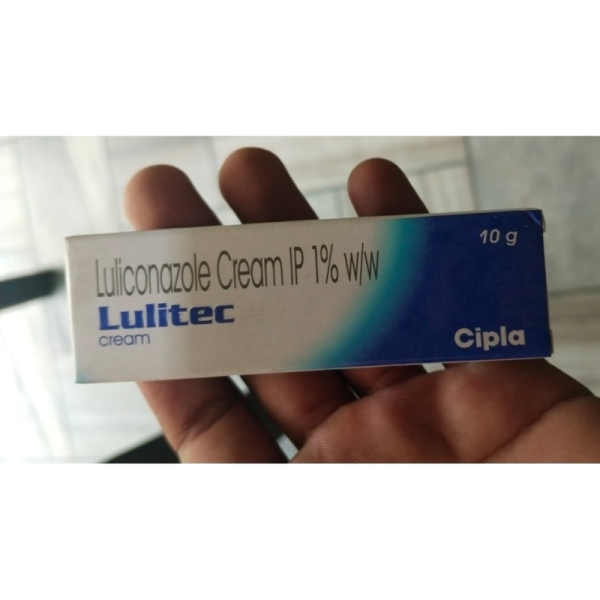 Luliconazole Cream IP 1% w/w
Lulitec
cream
10 g
Cipla